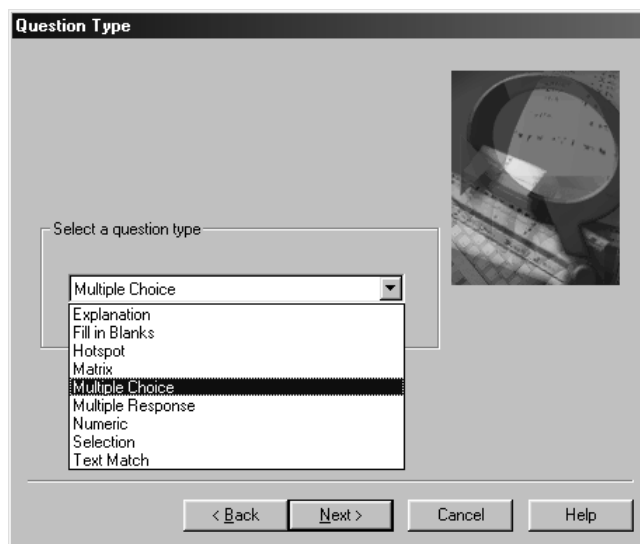 Question Type
Select a question type
Multiple Choice
Explanation
Fill in Blanks
Hotspot
Matrix
Multiple Choice
Multiple Response
Numeric
Selection
Text Match
< Back Next > Cancel Help